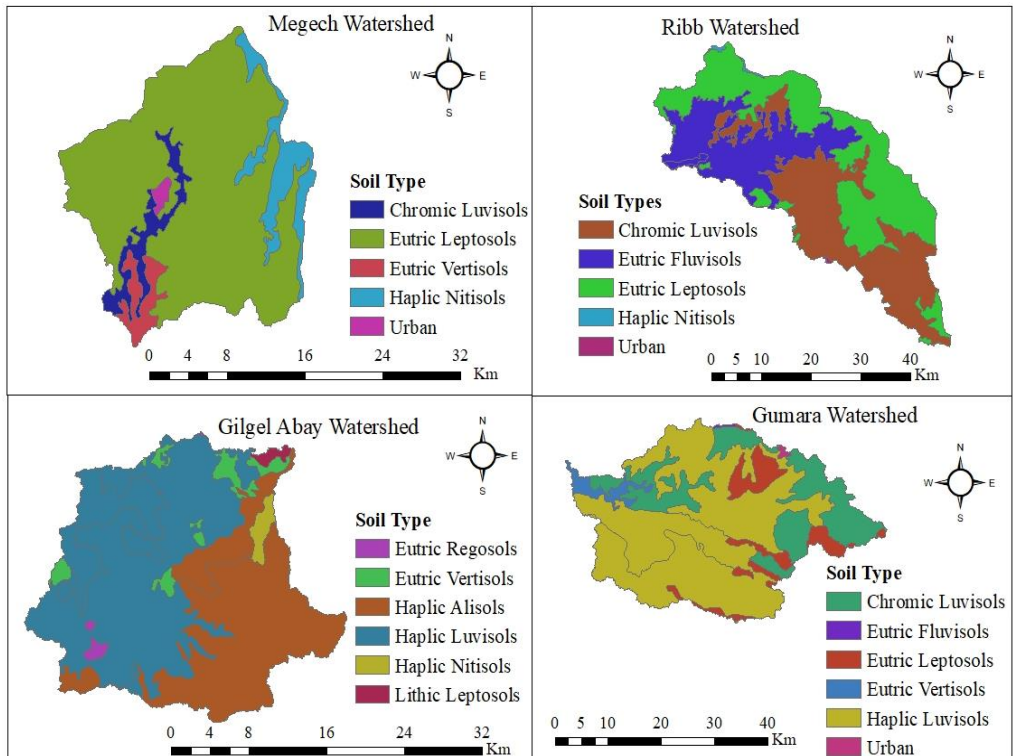 Megech Watershed
N
W
E
S
Soil Type
Chromic Luvisols
Eutric Leptosols
Eutric Vertisols
Haplic Nitisols
Urban
0 8 16 24 32
Km
Ribb Watershed
N
W
E
S
Soil Types
Chromic Luvisols
Eutric Fluvisols
Eutric Leptosols
Haplic Nitisols
Urban
0 5 10 20 30 40
Km
Gilgel Abay Watershed
N
W
E
S
Soil Type
Eutric Regosols
Eutric Vertisols
Haplic Alisols
Haplic Luvisols
Haplic Nitisols
Lithic Leptosols
0 8 16 24 32
Km
Gumara Watershed
N
W
E
S
Soil Type
Chromic Luvisols
Eutric Fluvisols
Eutric Leptosols
Eutric Vertisols
Haplic Luvisols
Urban
0 5 10 20 30 40
Km